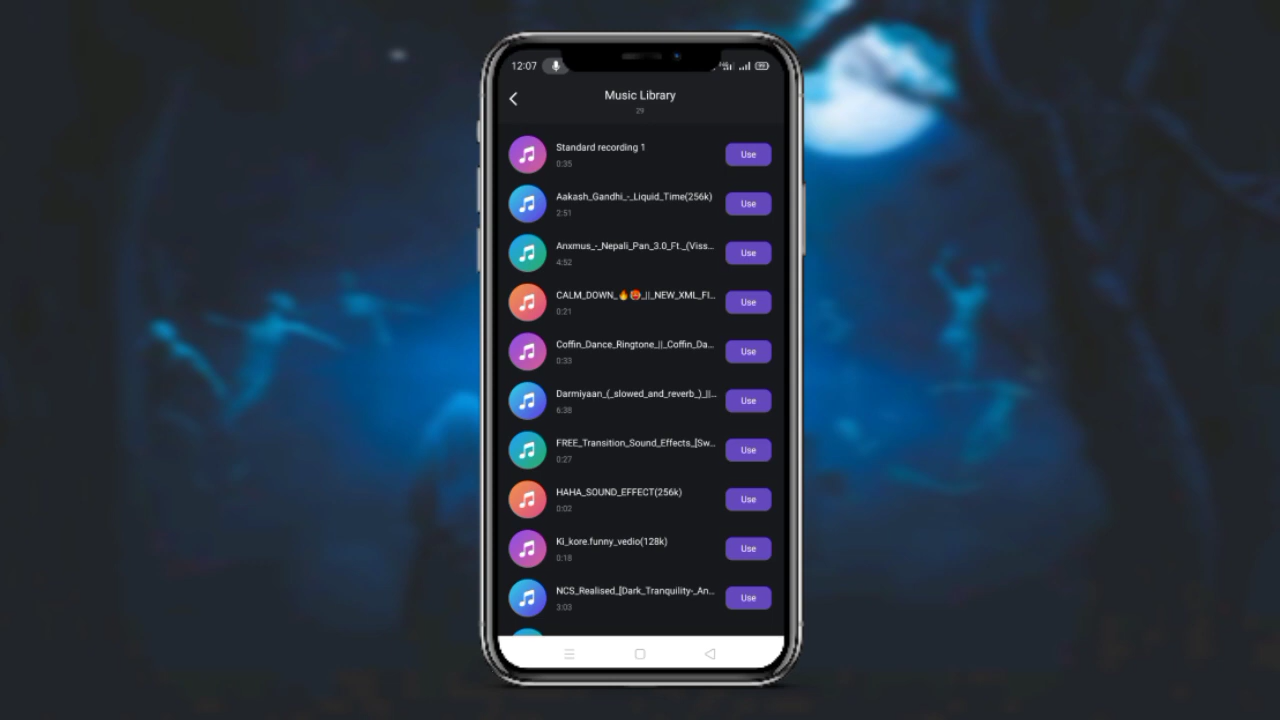 12:07
Music Library
29
Standard recording 1
0:35
Use
Aakash_Gandhi_-_Liquid_Time(256k)
2:51
Use
Anxmus_-_Nepali_Pan_3.0_Ft._(Viss...
4:52
Use
CALM_DOWN_🔥🥵_||_NEW_XML_FI...
0:21
Use
Coffin_Dance_Ringtone_||_Coffin_Da...
0:33
Use
Darmiyaan_(_slowed_and_reverb_)_||...
6:38
Use
FREE_Transition_Sound_Effects_[Sw...
0:27
Use
HAHA_SOUND_EFFECT(256k)
0:02
Use
Ki_kore.funny_vedio(128k)
0:18
Use
NCS_Realised_[Dark_Tranquility-_An...
3:03
Use